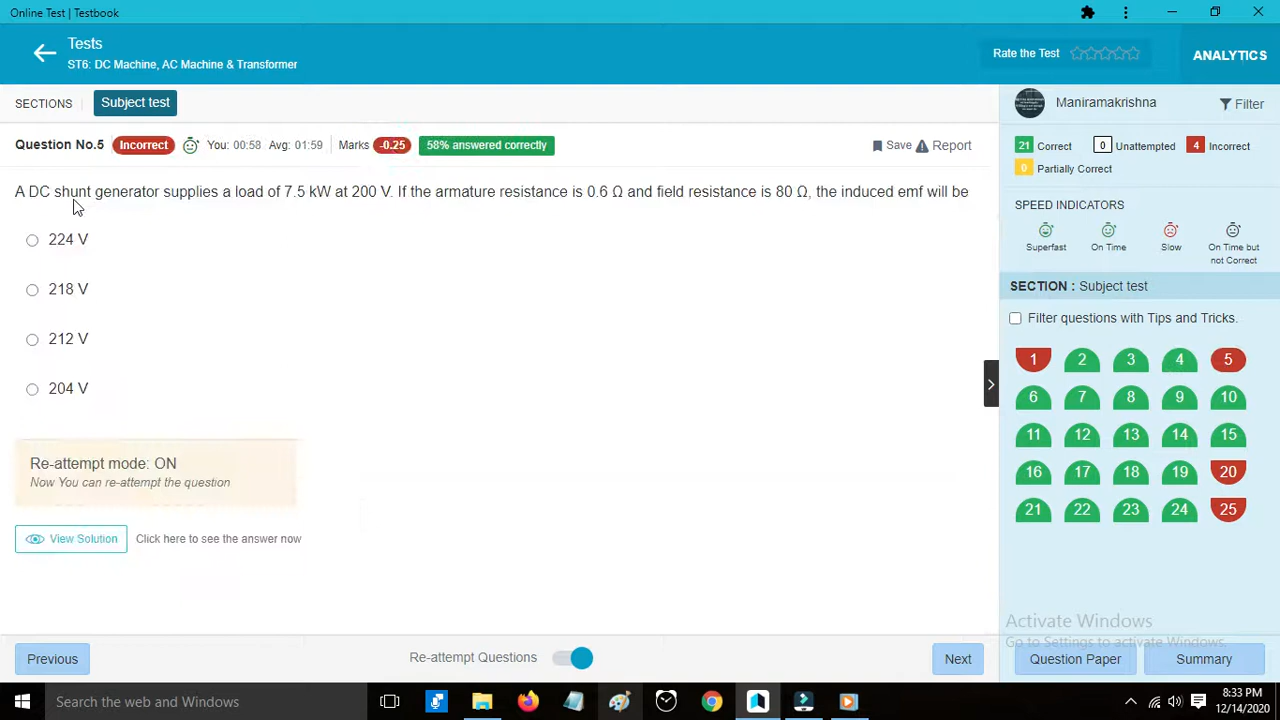 Online Test | Testbook
Tests
ST6: DC Machine, AC Machine & Transformer
Rate the Test
ANALYTICS
SECTIONS
Subject test
Question No.5
Incorrect
You: 00:58
Avg: 01:59
Marks
-0.25
58% answered correctly
Save
Report
A DC shunt generator supplies a load of 7.5 kW at 200 V. If the armature resistance is 0.6 Ω and field resistance is 80 Ω, the induced emf will be
224 V
218 V
212 V
204 V
Re-attempt mode: ON
Now You can re-attempt the question
View Solution
Click here to see the answer now
Previous
Re-attempt Questions
Next
Maniramakrishna
Filter
21 Correct
0 Unattempted
4 Incorrect
0 Partially Correct
SPEED INDICATORS
Superfast
On Time
Slow
On Time but
not Correct
SECTION : Subject test
Filter questions with Tips and Tricks.
1 2 3 4 5
6 7 8 9 10
11 12 13 14 15
16 17 18 19 20
21 22 23 24 25
Activate Windows
Go to Settings to activate Windows.
Question Paper
Summary
Search the web and Windows
8:33 PM
12/14/2020